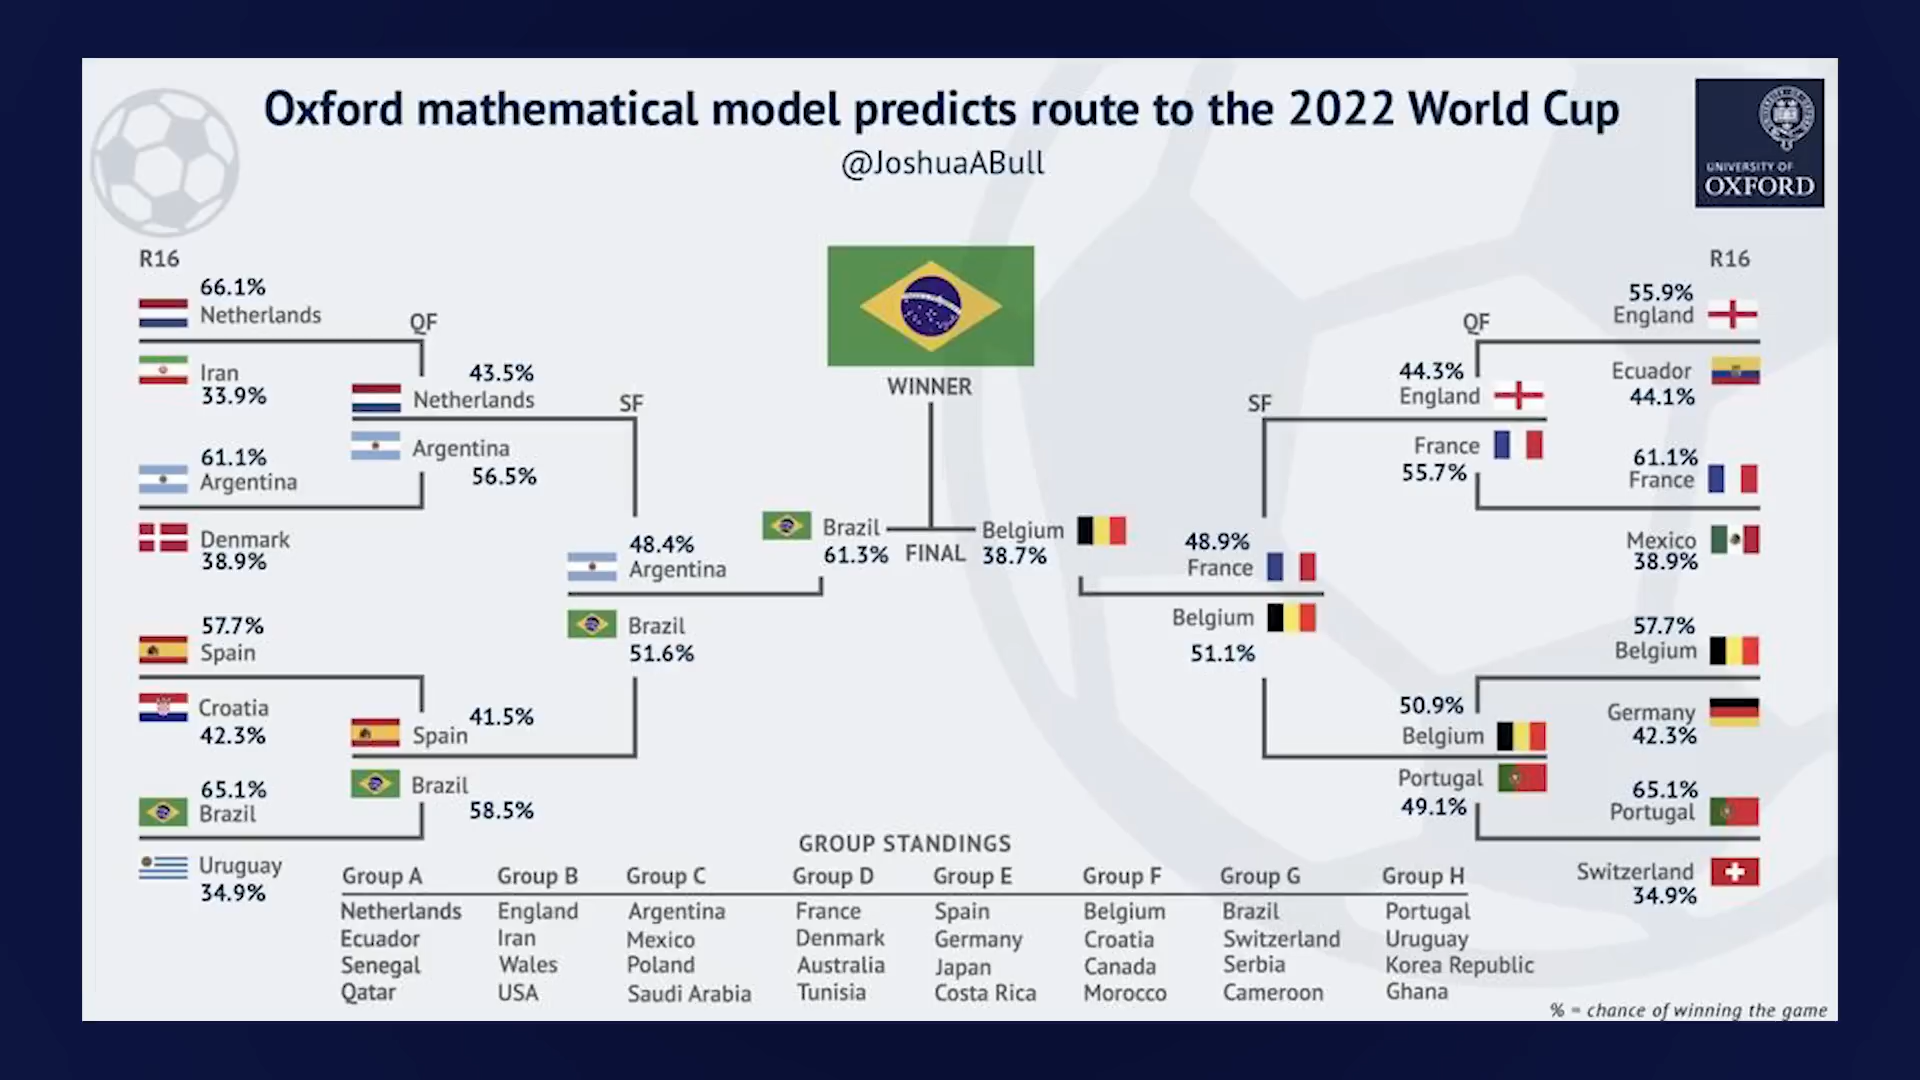 Oxford mathematical model predicts route to the 2022 World Cup
@JoshuaABull
UNIVERSITY OF
OXFORD
R16
66.1%
Netherlands
Iran
33.9%
61.1%
Argentina
Denmark
38.9%
57.7%
Spain
Croatia
42.3%
65.1%
Brazil
Uruguay
34.9%
QF
43.5%
Netherlands
Argentina
56.5%
41.5%
Spain
Brazil
58.5%
SF
48.4%
Argentina
Brazil
51.6%
WINNER
Brazil
61.3%
FINAL
Belgium
38.7%
SF
48.9%
France
Belgium
51.1%
QF
44.3%
England
France
55.7%
50.9%
Belgium
Portugal
49.1%
R16
55.9%
England
Ecuador
44.1%
61.1%
France
Mexico
38.9%
57.7%
Belgium
Germany
42.3%
65.1%
Portugal
Switzerland
34.9%
GROUP STANDINGS
Group A Group B Group C Group D Group E Group F Group G Group H
Netherlands England Argentina France Spain Belgium Brazil Portugal
Ecuador Iran Mexico Denmark Germany Croatia Switzerland Uruguay
Senegal Wales Poland Australia Japan Canada Serbia Korea Republic
Qatar USA Saudi Arabia Tunisia Costa Rica Morocco Cameroon Ghana
% = chance of winning the game